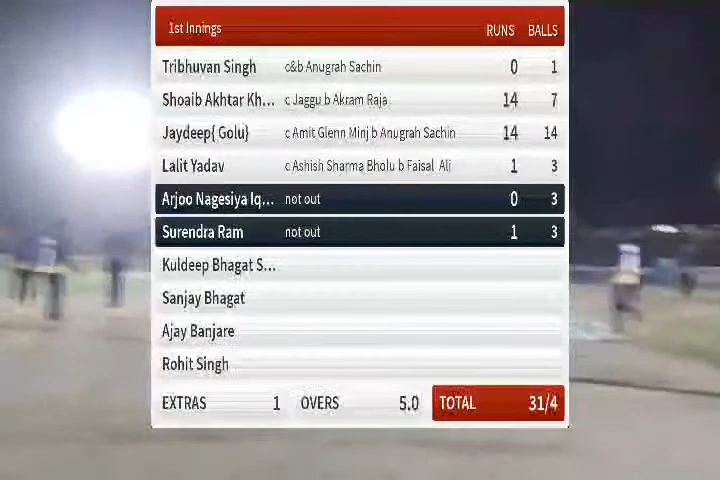 1st Innings RUNS BALLS
Tribhuvan Singh c&b Anugrah Sachin 0 1
Shoaib Akhtar Kh... c Jaggu b Akram Raja 14 7
Jaydeep{ Golu} c Amit Glenn Minj b Anugrah Sachin 14 14
Lalit Yadav c Ashish Sharma Bholu b Faisal Ali 1 3
Arjoo Nagesiya Iq... not out 0 3
Surendra Ram not out 1 3
Kuldeep Bhagat S...
Sanjay Bhagat
Ajay Banjare
Rohit Singh
EXTRAS 1 OVERS 5.0 TOTAL 31/4